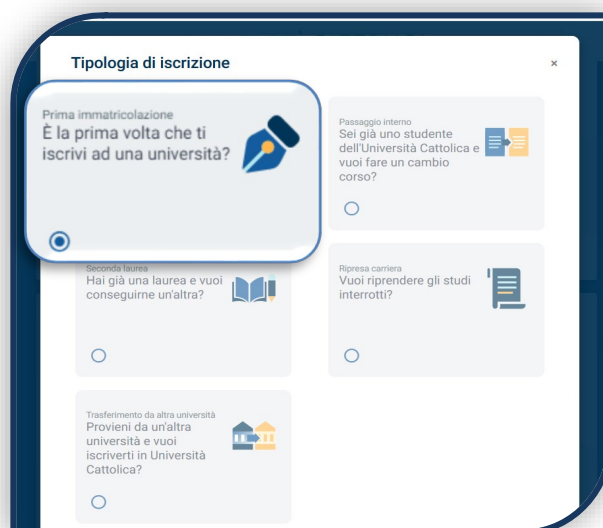 Tipologia di iscrizione
×
Prima immatricolazione
È la prima volta che ti
iscrivi ad una università?
Passaggio interno
Sei già uno studente
dell'Università Cattolica e
vuoi fare un cambio
corso?
Seconda laurea
Hai già una laurea e vuoi
conseguirne un'altra?
Ripresa carriera
Vuoi riprendere gli studi
interrotti?
Trasferimento da altra università
Provieni da un'altra
università e vuoi
iscriverti in Università
Cattolica?